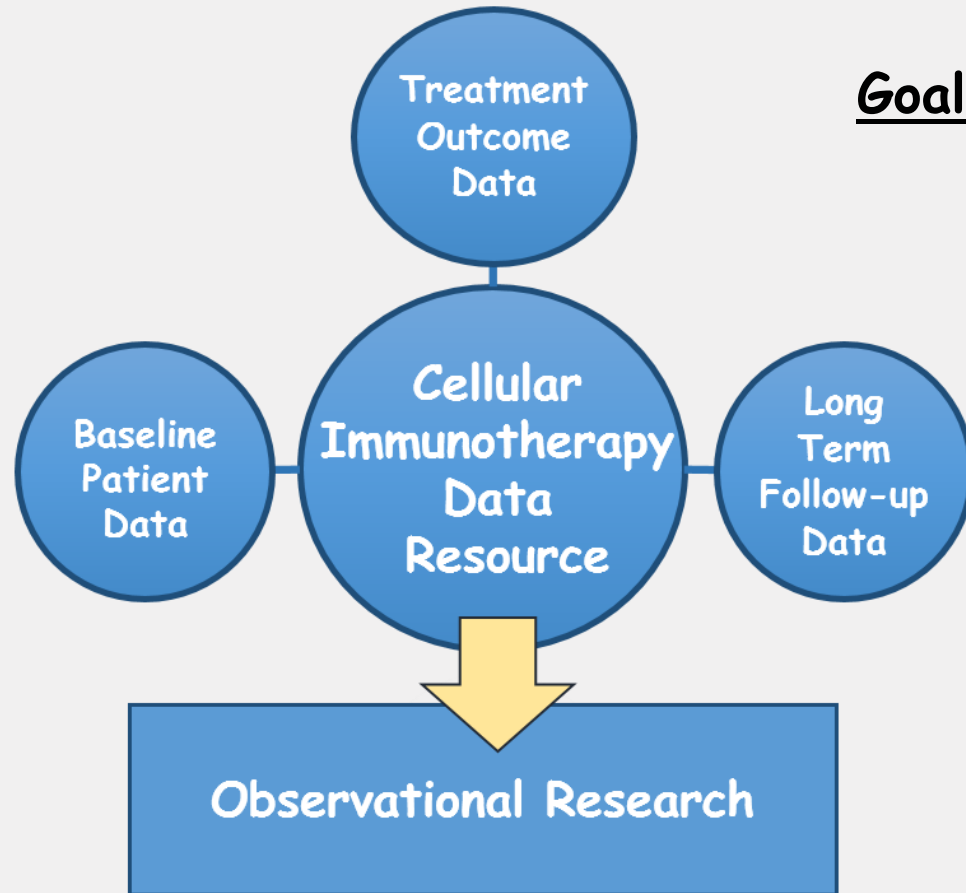 Treatment
Outcome
Data
Goal
Cellular
Immunotherapy
Data
Resource
Baseline
Patient
Data
Long
Term
Follow-up
Data
Observational Research